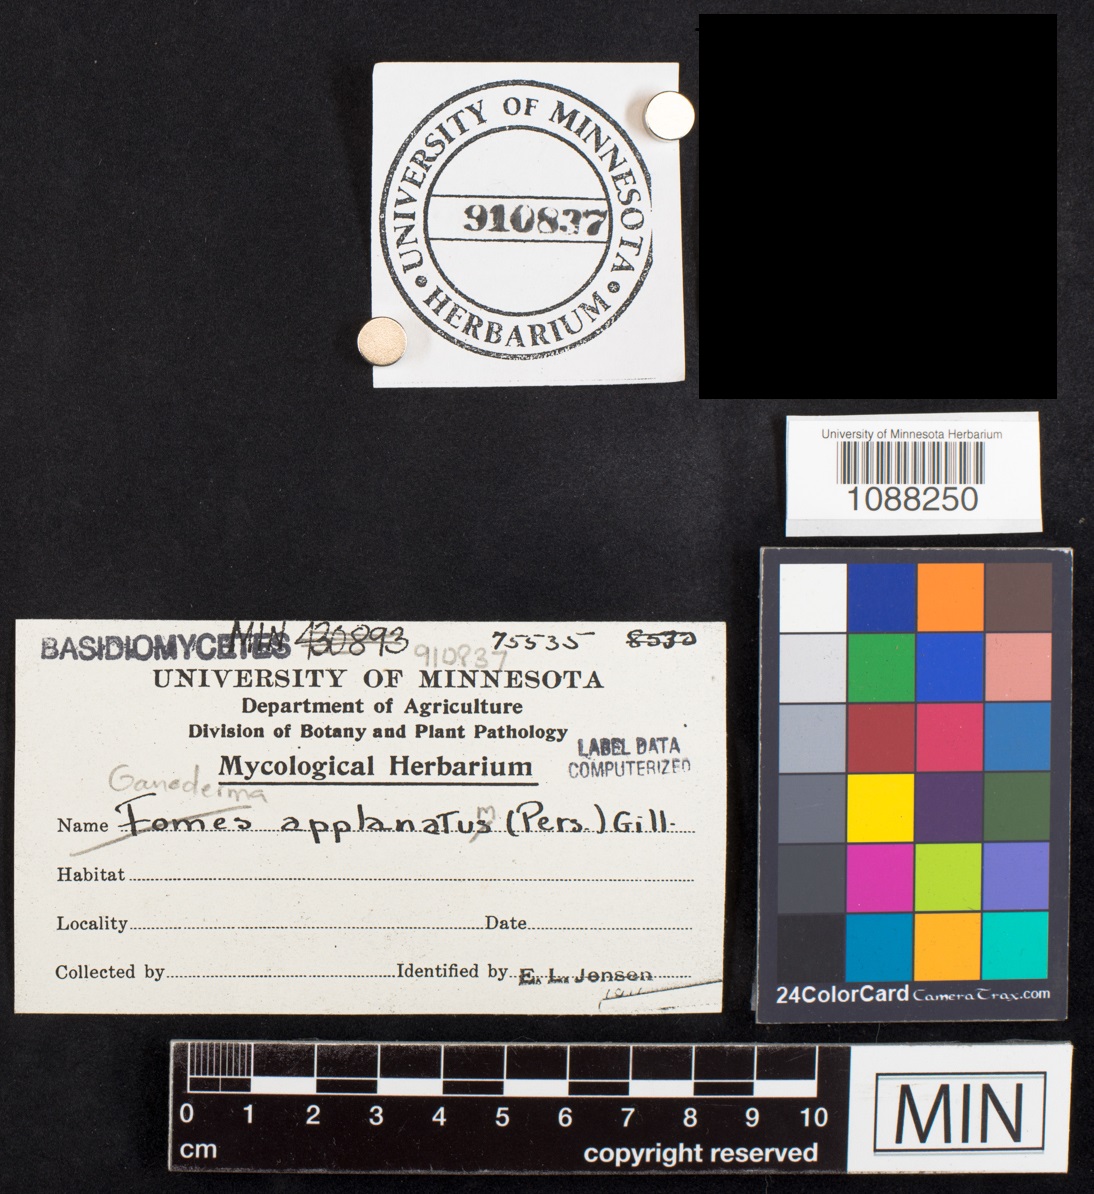 UNIVERSITY OF MINNESOTA
910837
• HERBARIUM •
University of Minnesota Herbarium
1088250
BASIDIOMYCETES MIN 430893 75535
910837
UNIVERSITY OF MINNESOTA
Department of Agriculture
Division of Botany and Plant Pathology
LABEL DATA
COMPUTERIZED
Mycological Herbarium
Ganoderma
Name Fomes applanatus m (Pers.) Gill.
Habitat
Locality Date
Collected by Identified by E. L. Jensen
24ColorCard CameraTrax.com
0 1 2 3 4 5 6 7 8 9 10
cm copyright reserved
MIN